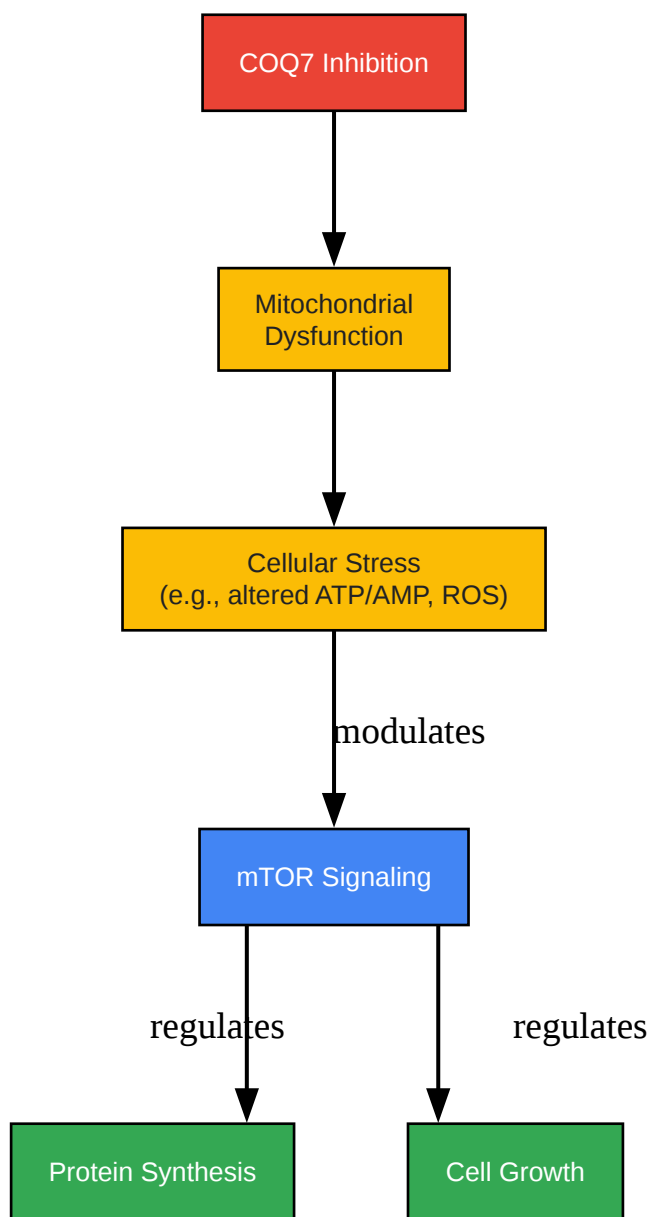 COQ7 Inhibition
Mitochondrial
Dysfunction
Cellular Stress
(e.g., altered ATP/AMP, ROS)
modulates
mTOR Signaling
regulates
regulates
Protein Synthesis
Cell Growth